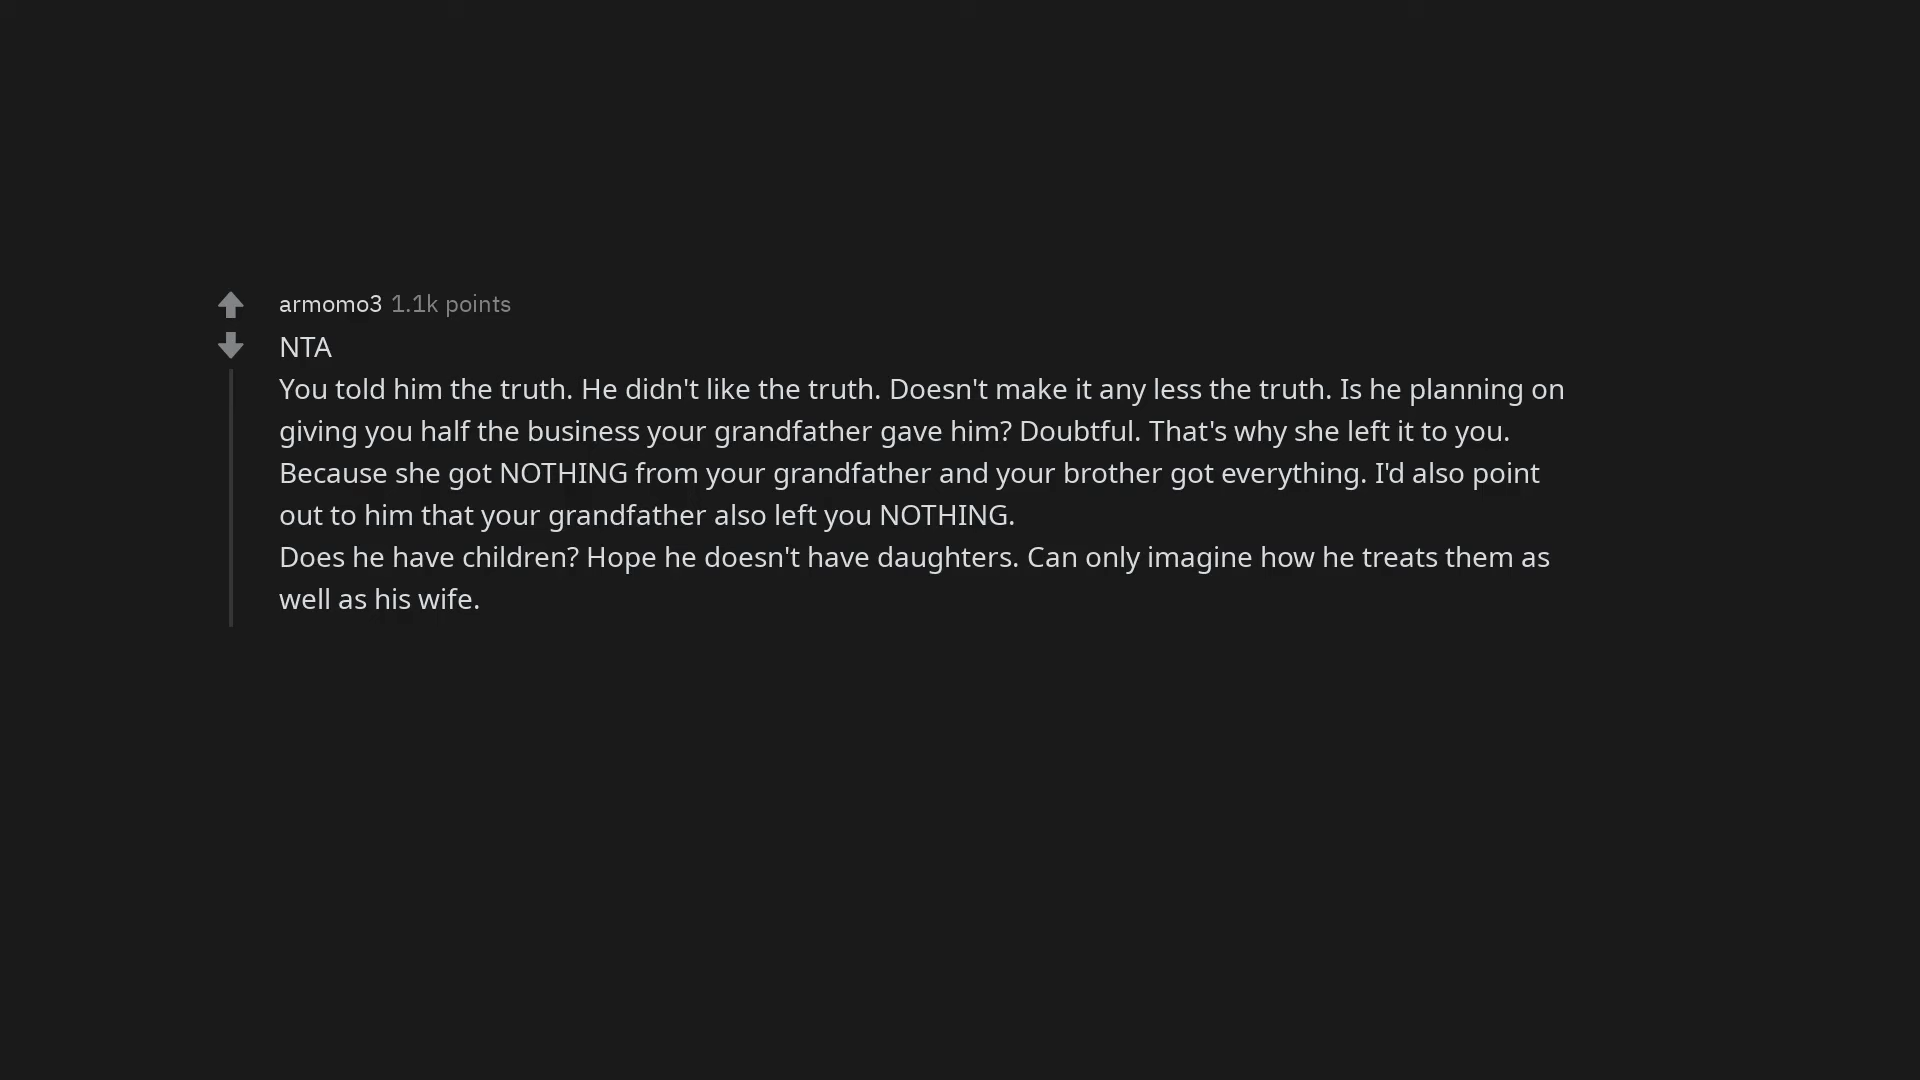 armomo3 1.1k points
NTA
You told him the truth. He didn't like the truth. Doesn't make it any less the truth. Is he planning on
giving you half the business your grandfather gave him? Doubtful. That's why she left it to you.
Because she got NOTHING from your grandfather and your brother got everything. I'd also point
out to him that your grandfather also left you NOTHING.
Does he have children? Hope he doesn't have daughters. Can only imagine how he treats them as
well as his wife.